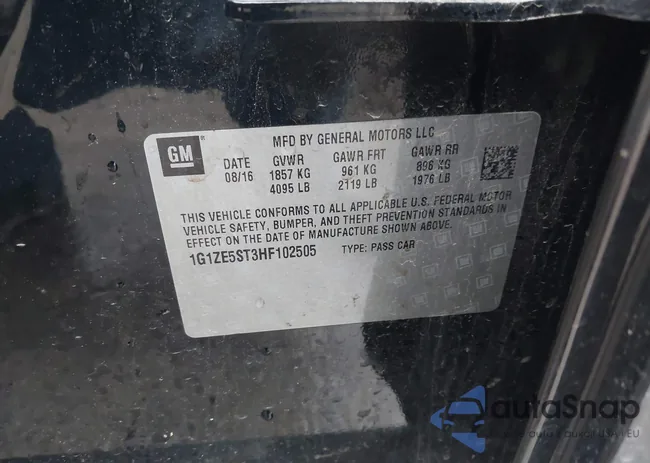 GM
MFD BY GENERAL MOTORS LLC
DATE GVWR GAWR FRT GAWR RR
08/16 1857 KG 961 KG 896 KG
4095 LB 2119 LB 1976 LB
THIS VEHICLE CONFORMS TO ALL APPLICABLE U.S. FEDERAL MOTOR
VEHICLE SAFETY, BUMPER, AND THEFT PREVENTION STANDARDS IN
EFFECT ON THE DATE OF MANUFACTURE SHOWN ABOVE.
1G1ZE5ST3HF102505 TYPE: PASS CAR
autoSnap